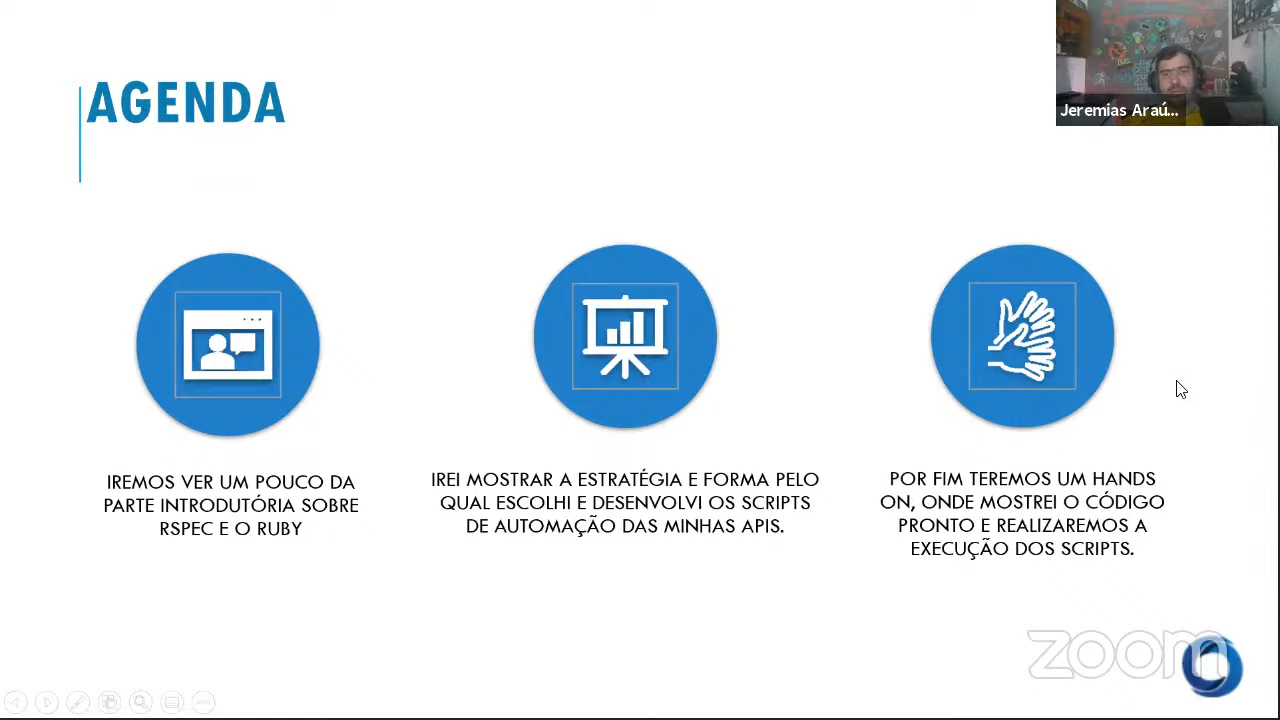 AGENDA
Jeremias Araú...
IREMOS VER UM POUCO DA
PARTE INTRODUTÓRIA SOBRE
RSPEC E O RUBY
IREI MOSTRAR A ESTRATÉGIA E FORMA PELO
QUAL ESCOLHI E DESENVOLVI OS SCRIPTS
DE AUTOMAÇÃO DAS MINHAS APIS.
POR FIM TEREMOS UM HANDS
ON, ONDE MOSTREI O CÓDIGO
PRONTO E REALIZAREMOS A
EXECUÇÃO DOS SCRIPTS.
zoom